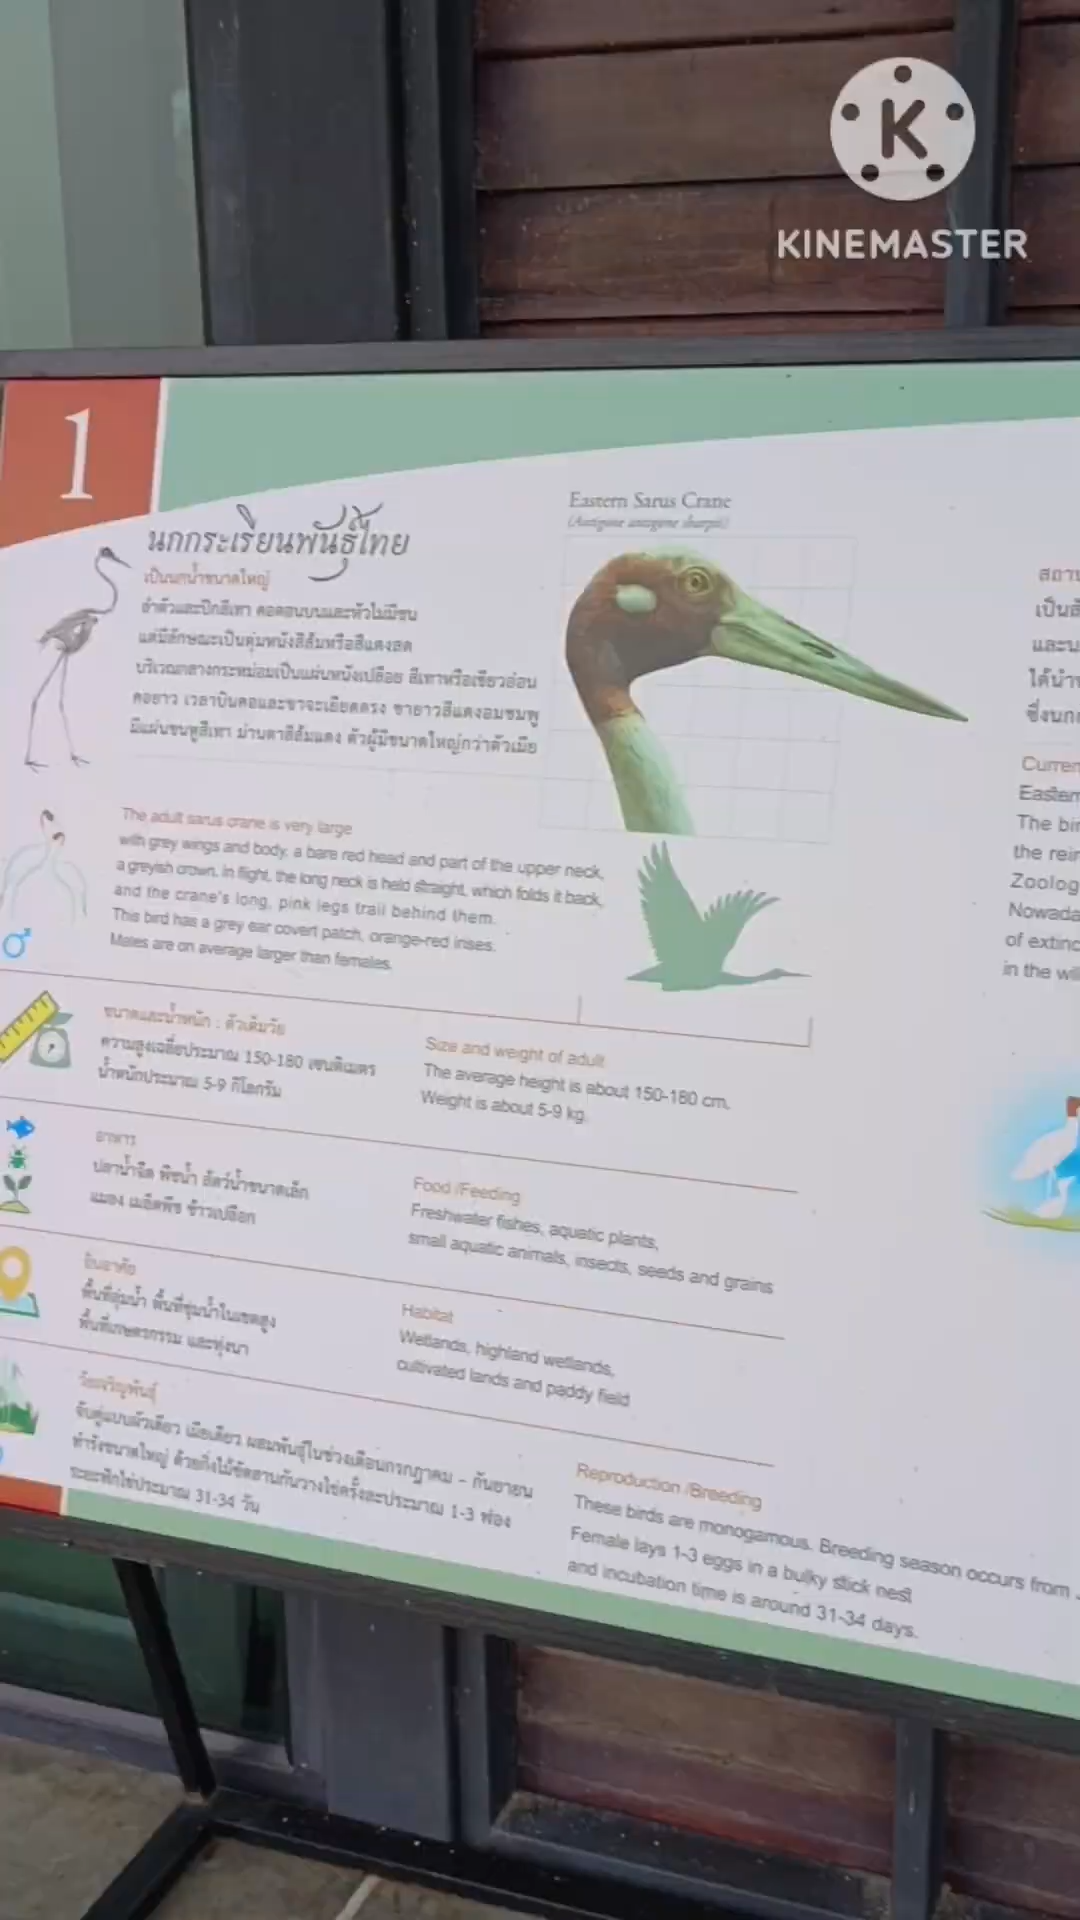 KINEMASTER
1
นกกระเรียนพันธุ์ไทย
เป็นนกน้ำขนาดใหญ่
ลำตัวและปีกสีเทา คอตอนบนและหัวไม่มีขน
แต่มีลักษณะเป็นตุ่มหนังสีส้มหรือสีแดงสด
บริเวณกลางกระหม่อมเป็นแผ่นหนังเปลือย สีเทาหรือเขียวอ่อน
คอยาว เวลาบินคอและขาจะเหยียดตรง ขายาวสีแดงอมชมพู
มีแผ่นขนหูสีเทา ม่านตาสีส้มแดง ตัวผู้มีขนาดใหญ่กว่าตัวเมีย
Eastern Sarus Crane
(Antigone antigone sharpii)
The adult sarus crane is very large
with grey wings and body, a bare red head and part of the upper neck,
a greyish crown. In flight, the long neck is held straight, which folds it back,
and the crane's long, pink legs trail behind them.
This bird has a grey ear covert patch, orange-red irises.
Males are on average larger than females.
ขนาดและน้ำหนัก : ตัวเต็มวัย
ความสูงเฉลี่ยประมาณ 150-180 เซนติเมตร
น้ำหนักประมาณ 5-9 กิโลกรัม
Size and weight of adult
The average height is about 150-180 cm.
Weight is about 5-9 kg.
อาหาร
ปลาน้ำจืด พืชน้ำ สัตว์น้ำขนาดเล็ก
แมลง เมล็ดพืช ข้าวเปลือก
Food /Feeding
Freshwater fishes, aquatic plants,
small aquatic animals, insects, seeds and grains
ถิ่นอาศัย
พื้นที่ลุ่มน้ำ พื้นที่ชุ่มน้ำในเขตสูง
พื้นที่เกษตรกรรม และทุ่งนา
Habitat
Wetlands, highland wetlands,
cultivated lands and paddy field
วัยเจริญพันธุ์
จับคู่แบบผัวเดียว เมียเดียว ผสมพันธุ์ในช่วงเดือนกรกฎาคม - กันยายน
ทำรังขนาดใหญ่ ด้วยกิ่งไม้ขัดสานกันวางไข่ครั้งละประมาณ 1-3 ฟอง
ระยะฟักไข่ประมาณ 31-34 วัน
Reproduction /Breeding
These birds are monogamous. Breeding season occurs from
Female lays 1-3 eggs in a bulky stick nest
and incubation time is around 31-34 days.
สถาน
เป็นสั
และน
ได้นำ
ซึ่งนก
Curren
Eastern
The bir
the rein
Zoolog
Nowada
of extinc
in the wil